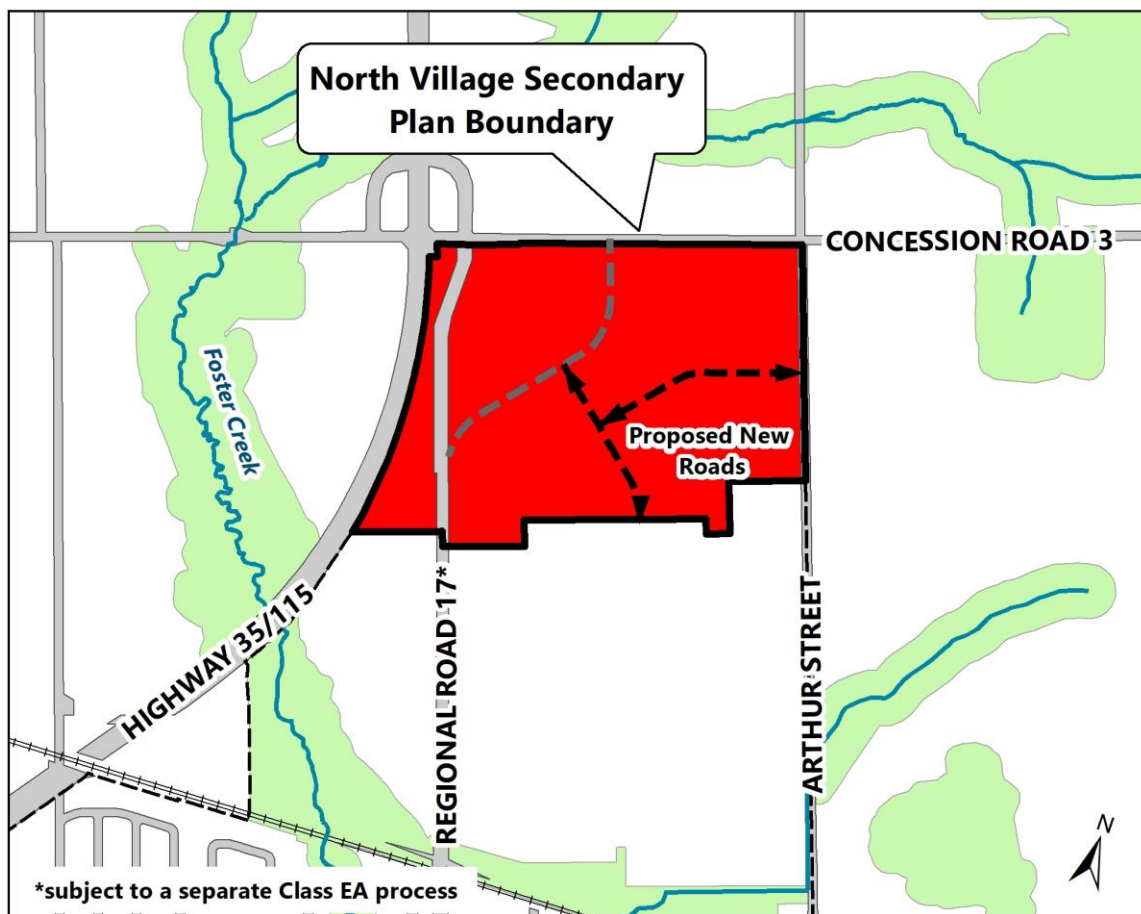 North Village Secondary
Plan Boundary
CONCESSION ROAD 3
Foster Creek
Proposed New
Roads
HIGHWAY 35/115
REGIONAL ROAD 17*
ARTHUR STREET
N
*subject to a separate Class EA process